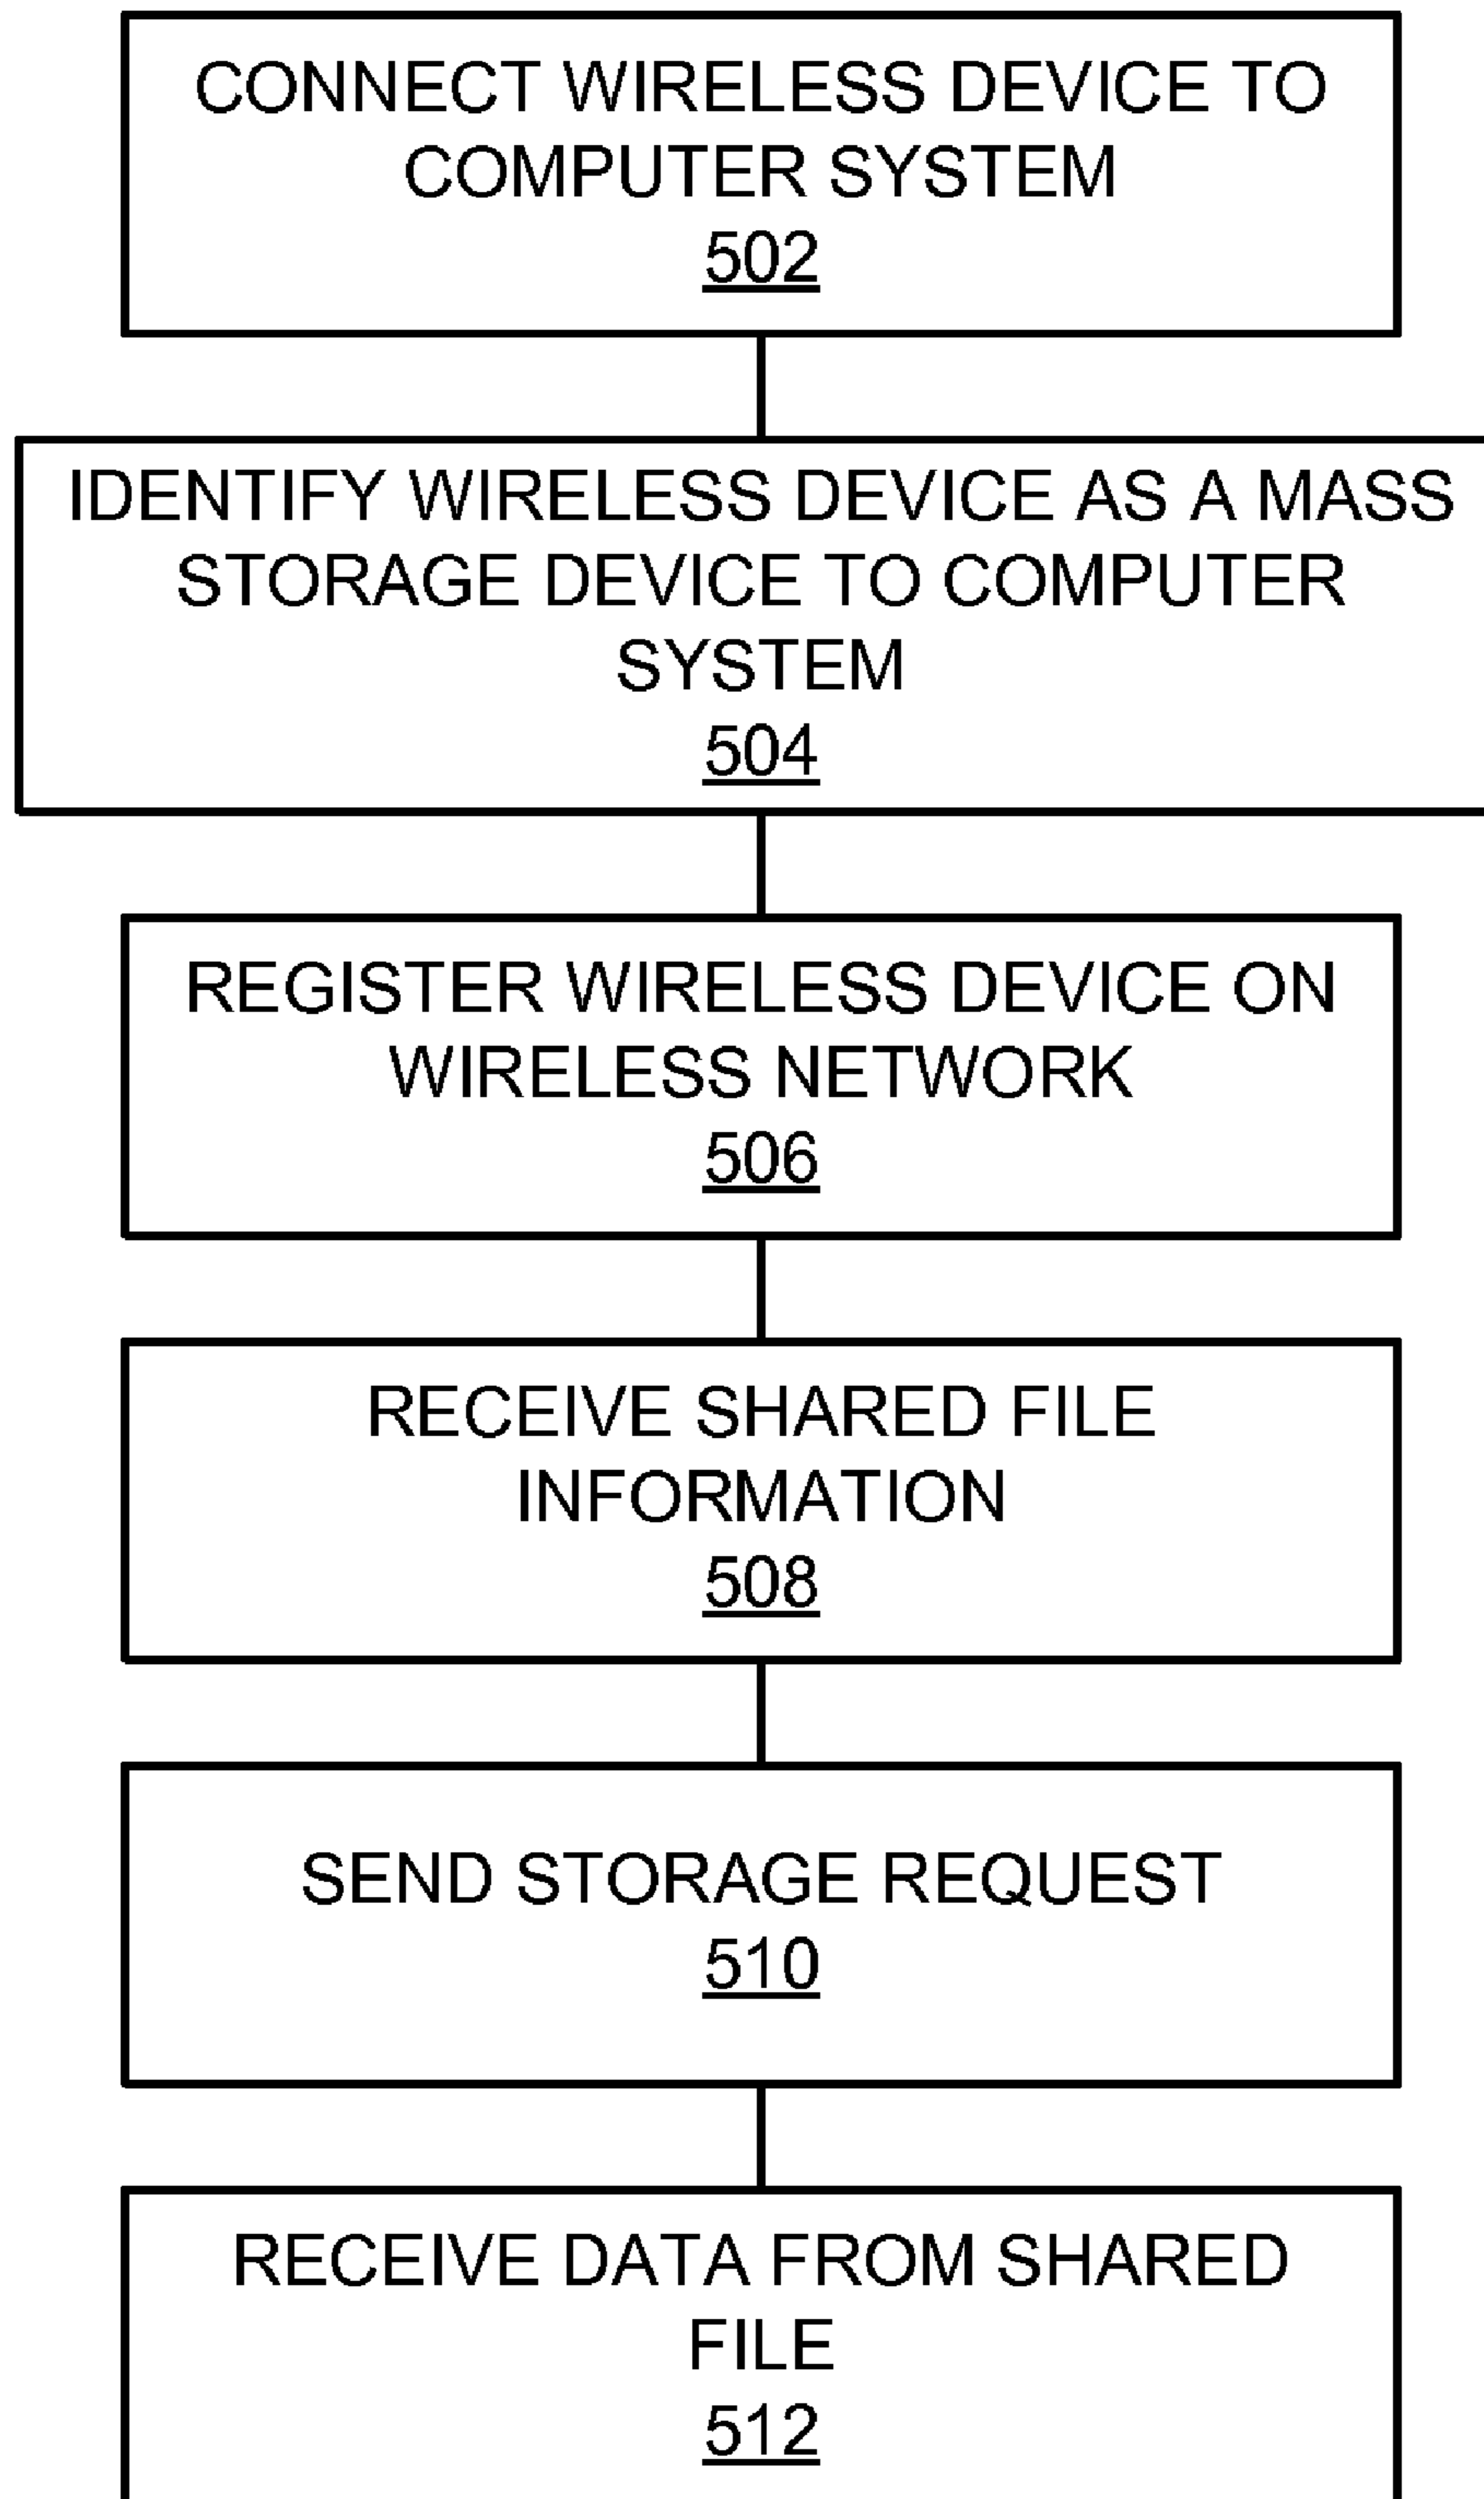 CONNECT WIRELESS DEVICE TO
COMPUTER SYSTEM
502
IDENTIFY WIRELESS DEVICE AS A MASS
STORAGE DEVICE TO COMPUTER
SYSTEM
504
REGISTER WIRELESS DEVICE ON
WIRELESS NETWORK
506
RECEIVE SHARED FILE
INFORMATION
508
SEND STORAGE REQUEST
510
RECEIVE DATA FROM SHARED
FILE
512